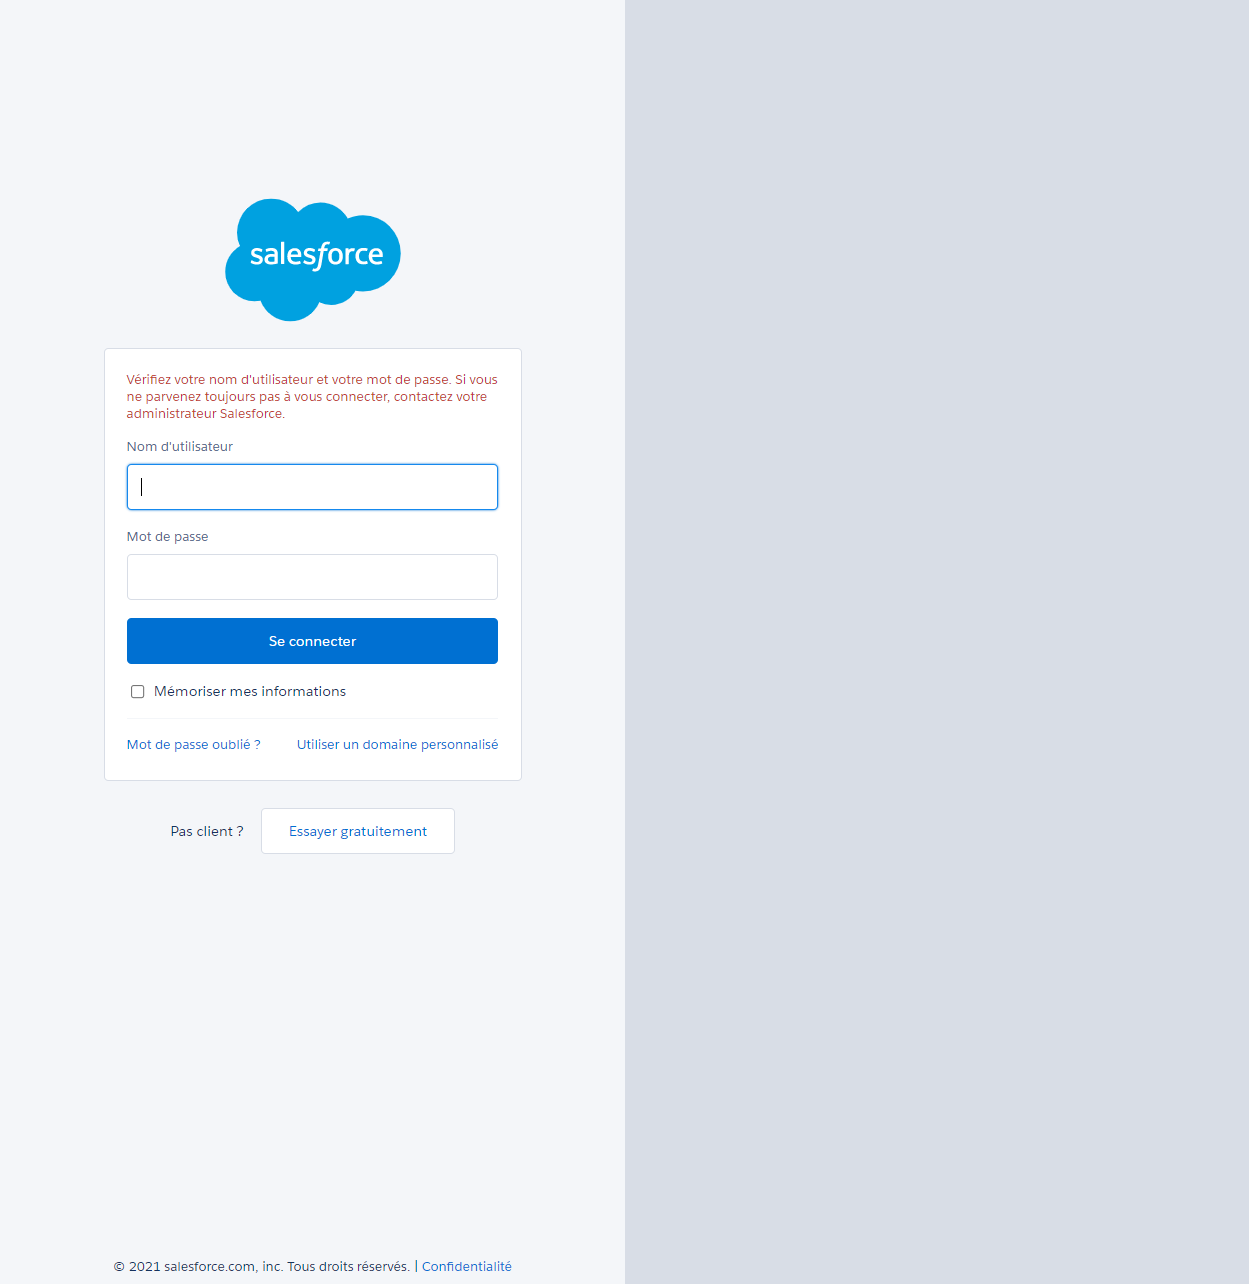 salesforce
Vérifiez votre nom d'utilisateur et votre mot de passe. Si vous
ne parvenez toujours pas à vous connecter, contactez votre
administrateur Salesforce.
Nom d'utilisateur
Mot de passe
Se connecter
Mémoriser mes informations
Mot de passe oublié ? Utiliser un domaine personnalisé
Pas client ? Essayer gratuitement
© 2021 salesforce.com, inc. Tous droits réservés. | Confidentialité